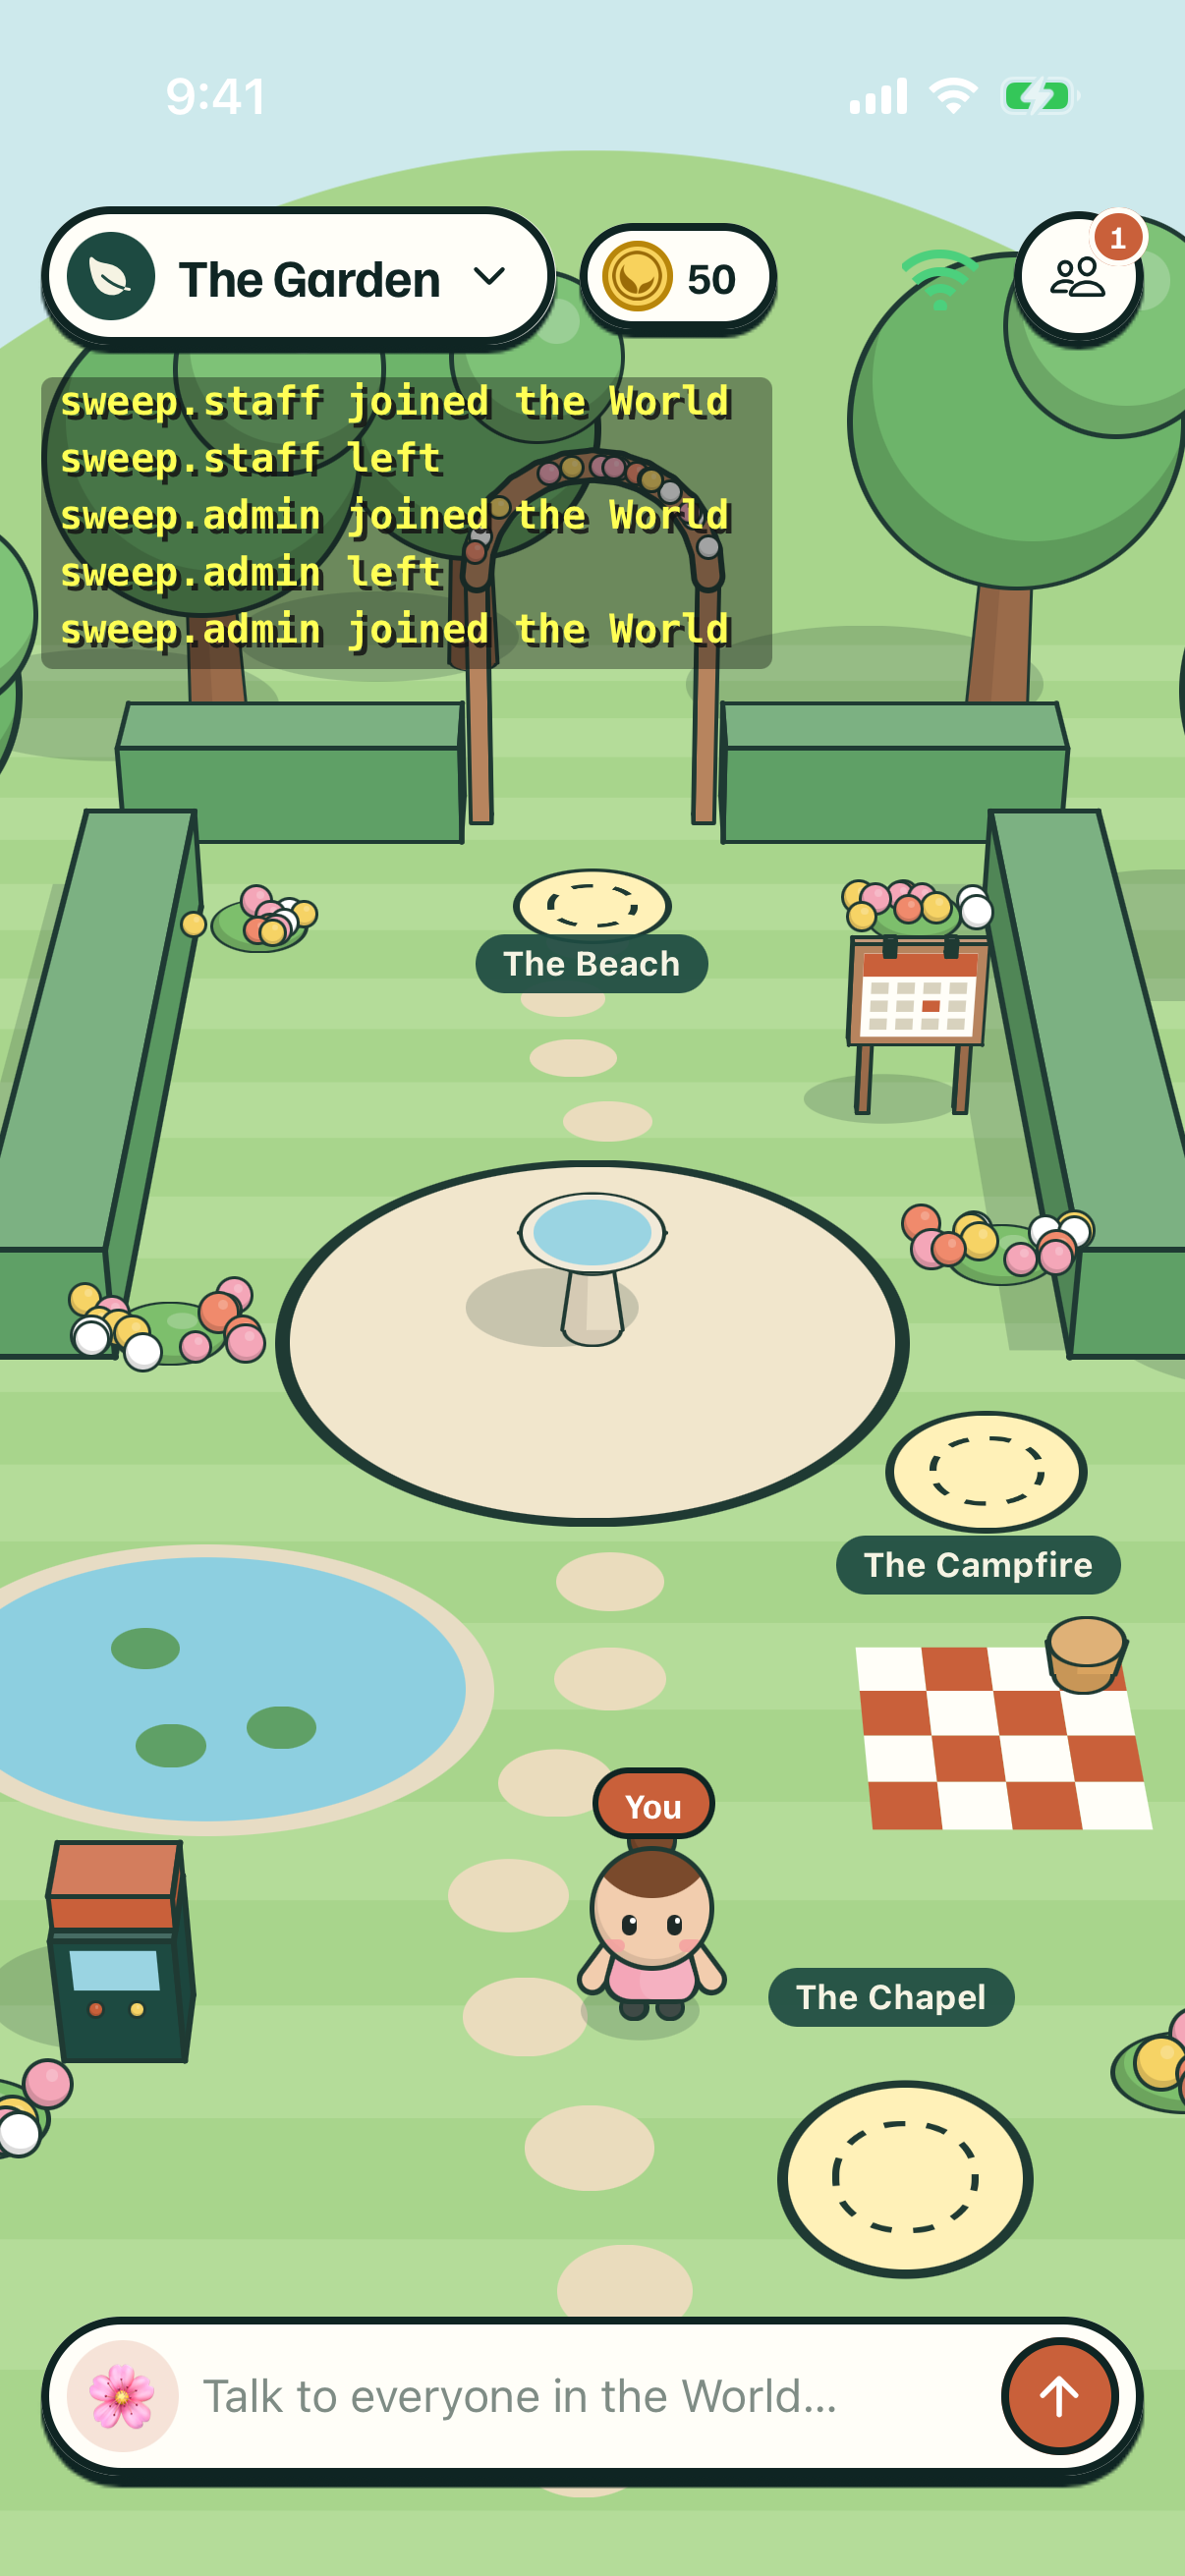 9:41
The Garden
50
1
sweep.staff joined the World
sweep.staff left
sweep.admin joined the World
sweep.admin left
sweep.admin joined the World
The Beach
The Campfire
You
The Chapel
Talk to everyone in the World...